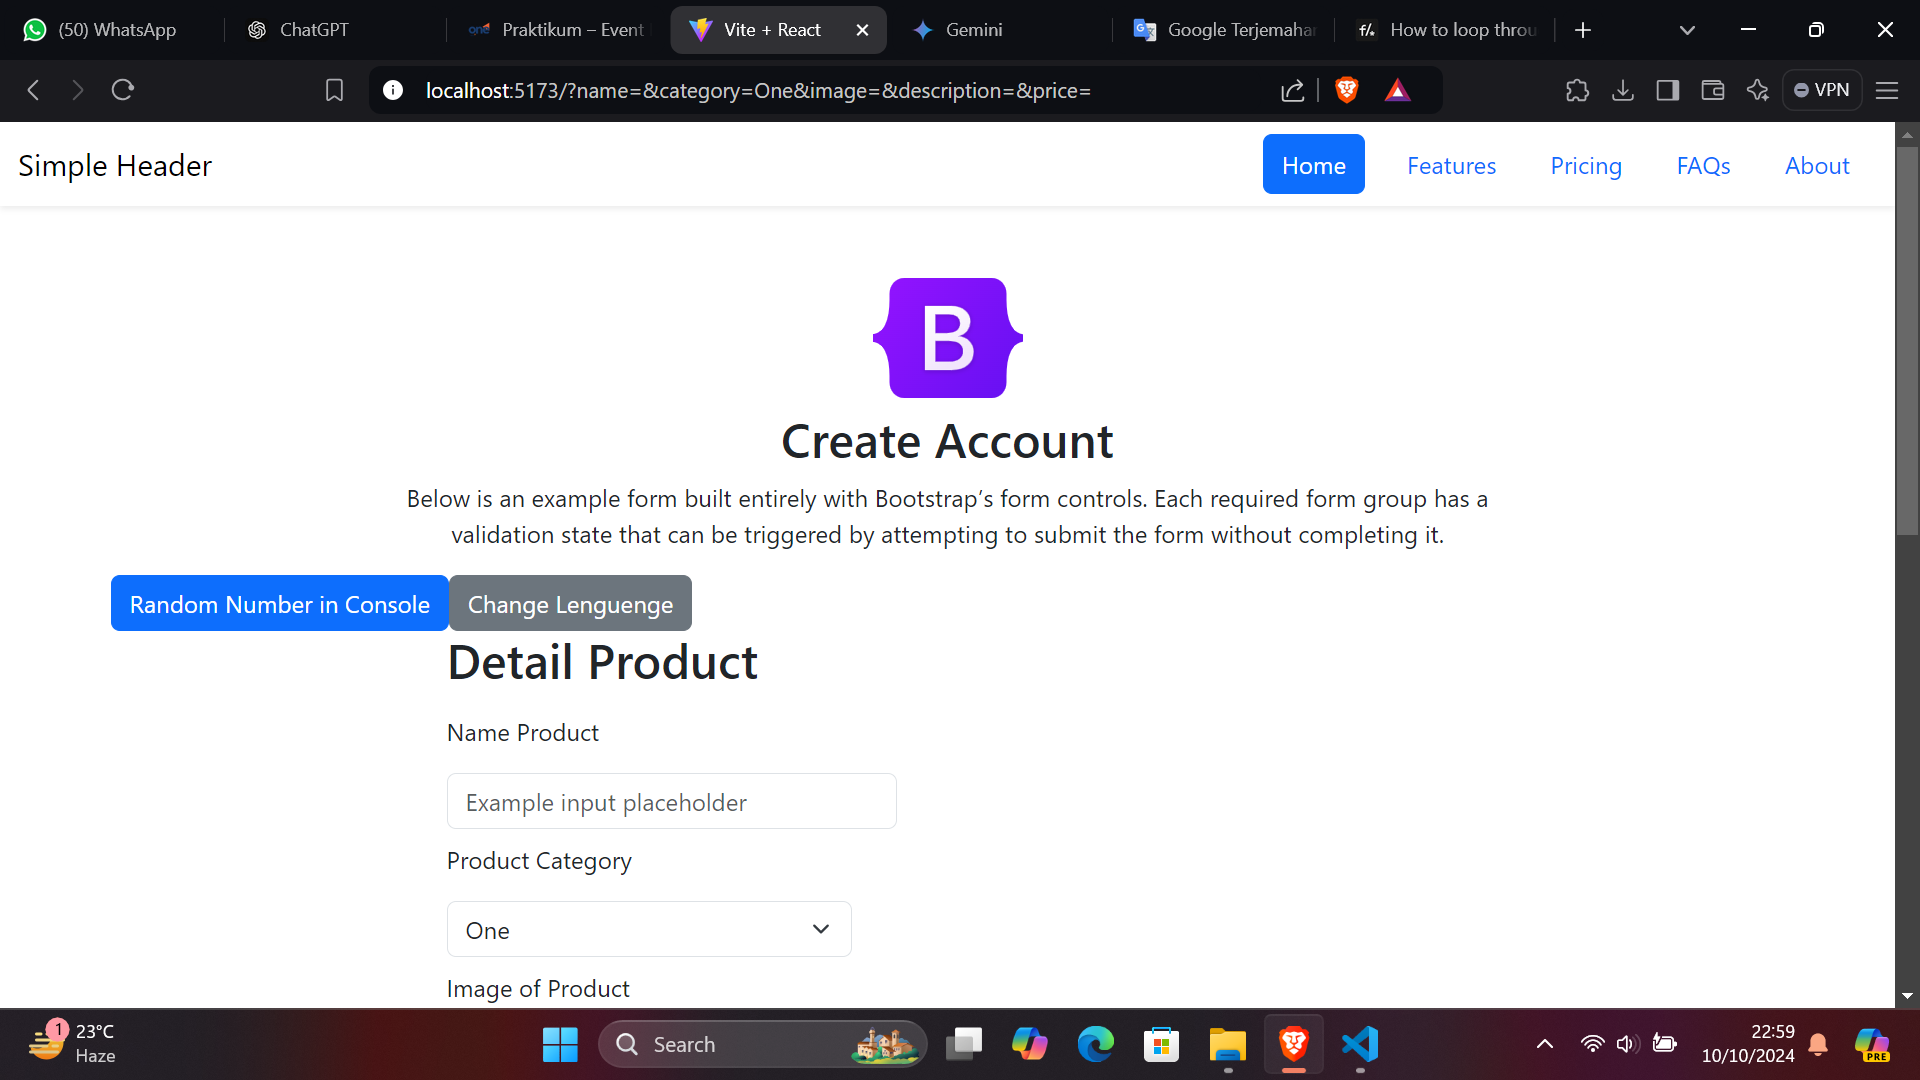 (50) WhatsApp
ChatGPT
one Praktikum – Event
Vite + React
Gemini
Google Terjemahan
f/. How to loop throu
localhost:5173/?name=&category=One&image=&description=&price=
VPN
Simple Header
Home
Features
Pricing
FAQs
About
B
Create Account
Below is an example form built entirely with Bootstrap’s form controls. Each required form group has a
validation state that can be triggered by attempting to submit the form without completing it.
Random Number in Console
Change Lenguenge
Detail Product
Name Product
Example input placeholder
Product Category
One
Image of Product
1
23°C
Haze
Search
22:59
10/10/2024
PRE